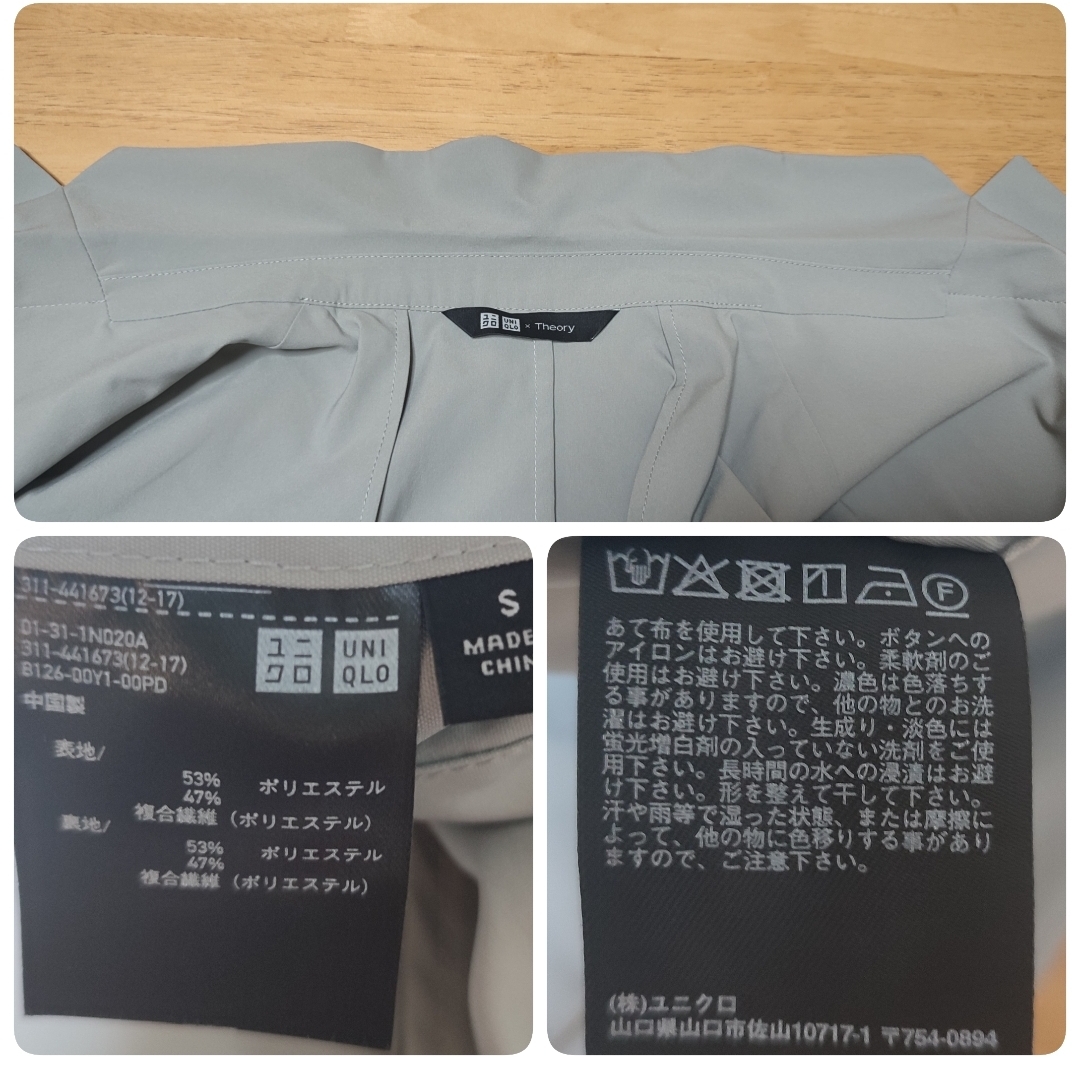 ユニクロ UNIQLO × Theory
311-441673(12-17)
01-31-1N020A
311-441673(12-17)
B126-00Y1-00PD
中国製
ユニクロ UNIQLO
表地/
53% ポリエステル
47%
複合繊維 (ポリエステル)
裏地/
53% ポリエステル
47%
複合繊維 (ポリエステル)
S
MADE
CHIN
F
あて布を使用して下さい。ボタンへの
アイロンはお避け下さい。柔軟剤のご
使用はお避け下さい。濃色は色落ちす
る事がありますので、他の物とのお洗
濯はお避け下さい。生成り・淡色には
蛍光増白剤の入っていない洗剤をご使
用下さい。長時間の水への浸漬はお避
け下さい。形を整えて干して下さい。
汗や雨等で湿った状態、または摩擦に
よって、他の物に色移りする事があり
ますので、ご注意下さい。
(株)ユニクロ
山口県山口市佐山10717-1 〒754-0894